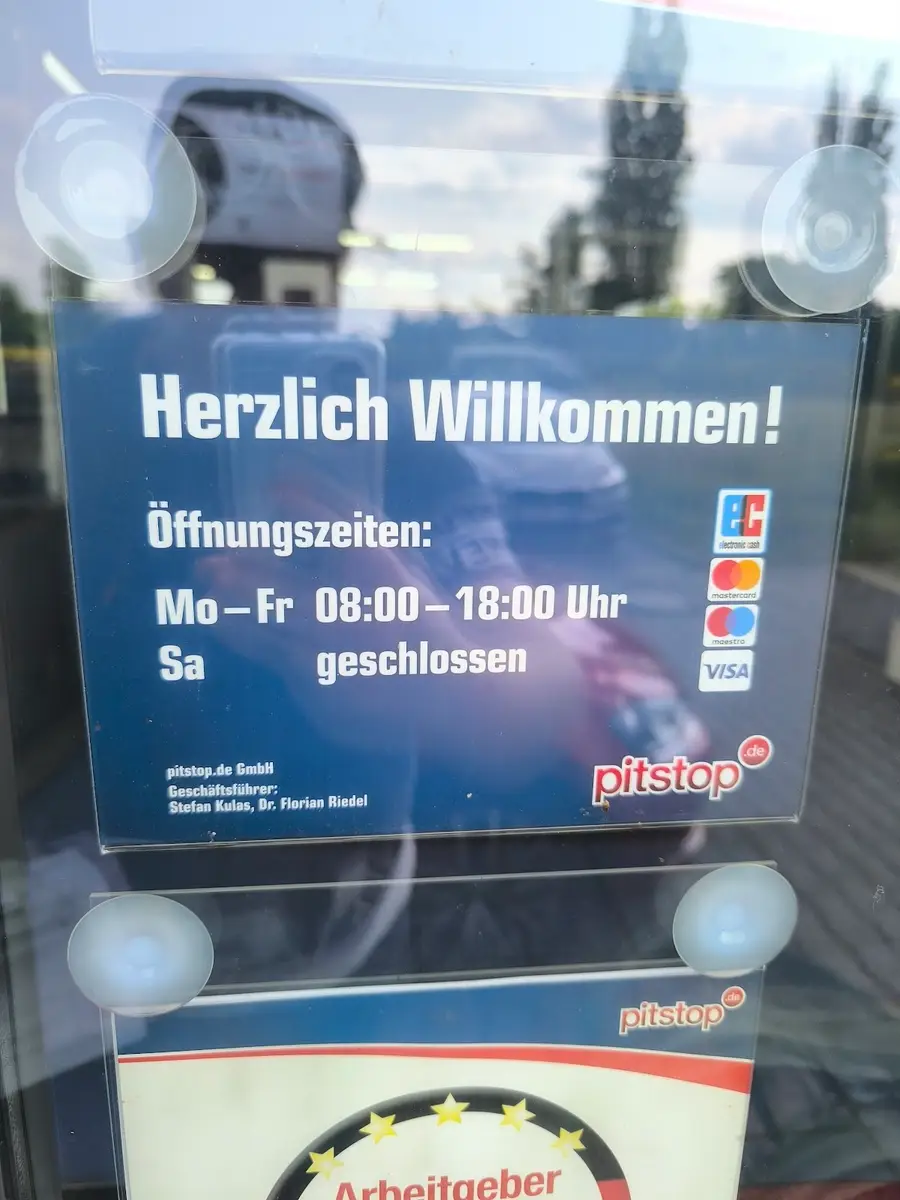 Herzlich Willkommen!
Öffnungszeiten:
Mo – Fr 08:00 – 18:00 Uhr
Sa geschlossen
EC
electronic cash
mastercard
maestro
VISA
pitstop.de GmbH
Geschäftsführer:
Stefan Kulas, Dr. Florian Riedel
pitstop.de
pitstop.de
Arbeitgeber